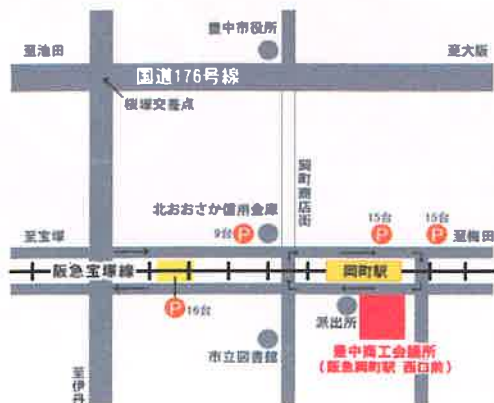 豊中市役所
至池田
至大阪
国道176号線
桜塚交差点
岡町商店街
北おおさか信用金庫
9台
P
15台
P
15台
P
至宝塚
至梅田
阪急宝塚線
岡町駅
P
16台
派出所
市立図書館
豊中商工会議所
(阪急岡町駅 西口前)
至伊丹